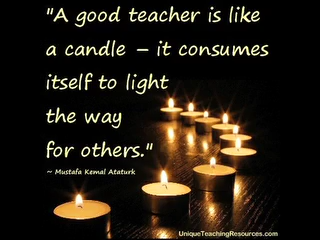 "A good teacher is like
a candle – it consumes
itself to light
the way
for others."
~ Mustafa Kemal Ataturk
UniqueTeachingResources.com